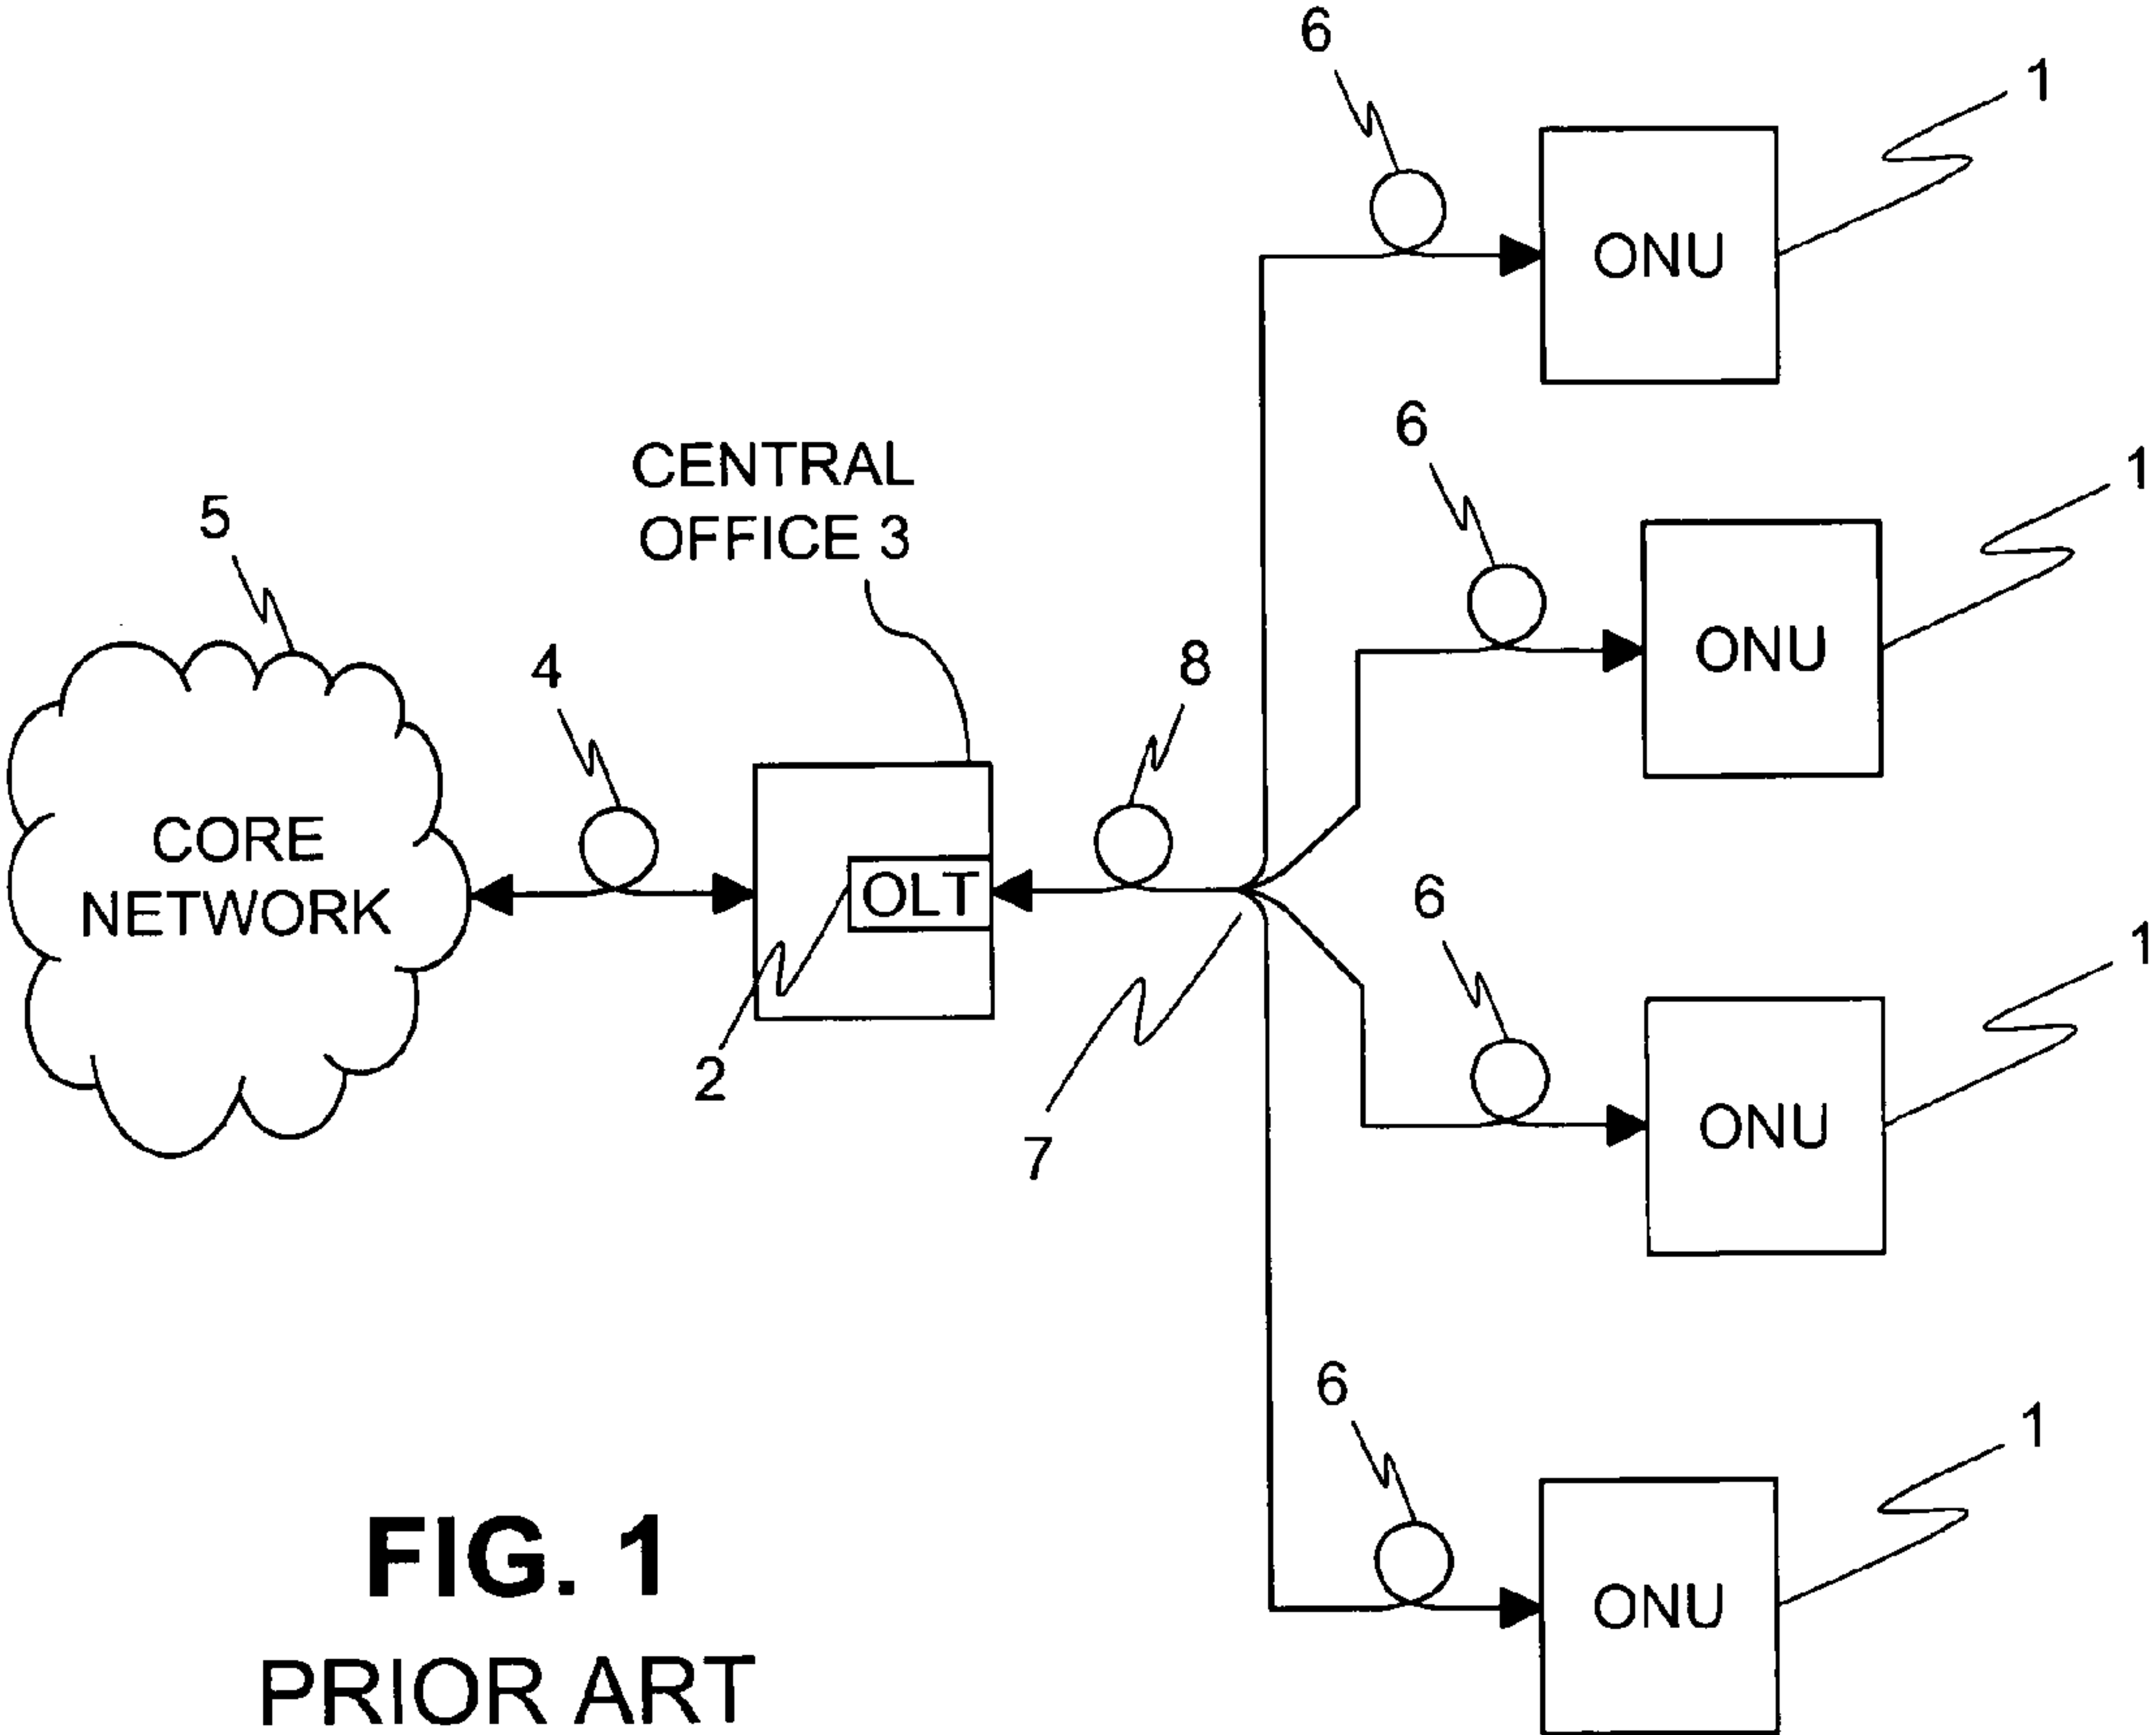 6
1
ONU
6
1
CENTRAL
OFFICE 3
5
ONU
4
8
CORE
NETWORK
OLT
6
1
2
7
ONU
6
1
FIG. 1
ONU
PRIOR ART